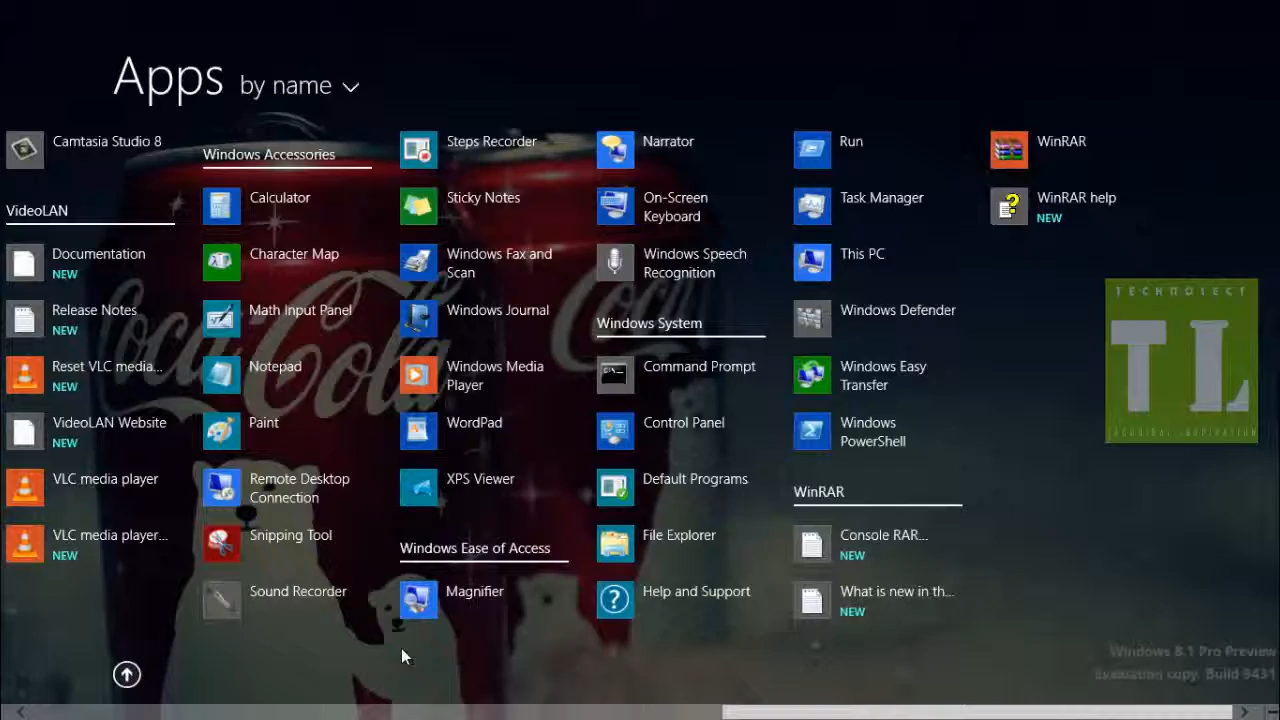 Apps by name
Camtasia Studio 8
VideoLAN
Documentation
NEW
Release Notes
NEW
Reset VLC media...
NEW
VideoLAN Website
NEW
VLC media player
VLC media player...
NEW
Windows Accessories
Calculator
Character Map
Math Input Panel
Notepad
Paint
Remote Desktop
Connection
Snipping Tool
Sound Recorder
Steps Recorder
Sticky Notes
Windows Fax and
Scan
Windows Journal
Windows Media
Player
WordPad
XPS Viewer
Windows Ease of Access
Magnifier
Narrator
On-Screen
Keyboard
Windows Speech
Recognition
Windows System
Command Prompt
Control Panel
Default Programs
File Explorer
Help and Support
Run
Task Manager
This PC
Windows Defender
Windows Easy
Transfer
Windows
PowerShell
WinRAR
Console RAR...
NEW
What is new in th...
NEW
WinRAR
WinRAR help
NEW
TL
Coca-Cola
Coca
Windows 8.1 Pro Preview
Evaluation copy. Build 9431